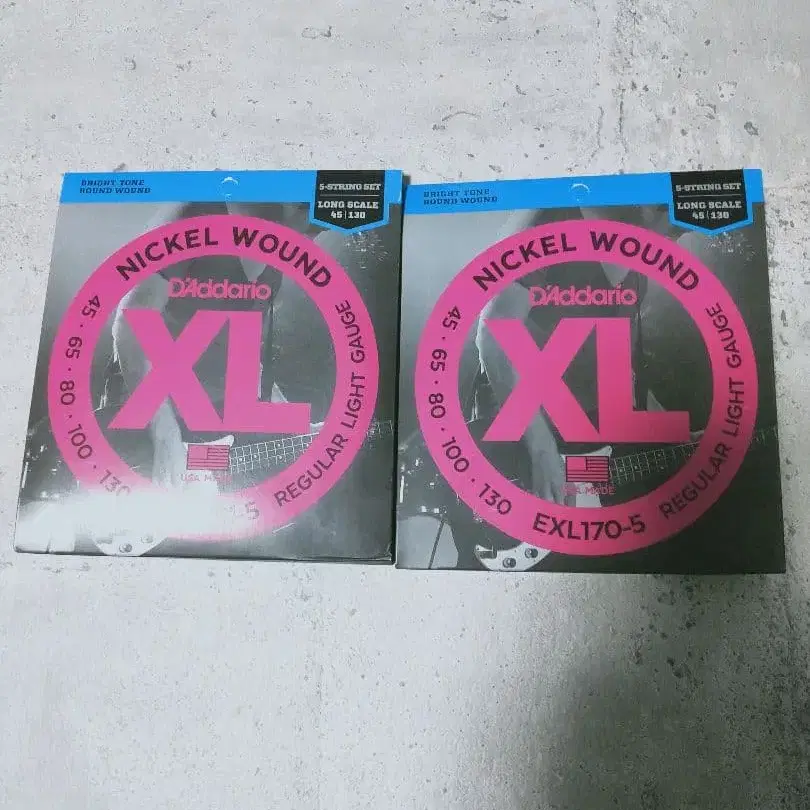 BRIGHT TONE
ROUND WOUND
5-STRING SET
LONG SCALE
45 | 130
NICKEL WOUND
D'Addario
XL
45 · 65 · 80 · 100 · 130
USA MADE
REGULAR LIGHT GAUGE
BRIGHT TONE
ROUND WOUND
5-STRING SET
LONG SCALE
45 | 130
NICKEL WOUND
D'Addario
XL
45 · 65 · 80 · 100 · 130
USA MADE
EXL170-5
REGULAR LIGHT GAUGE